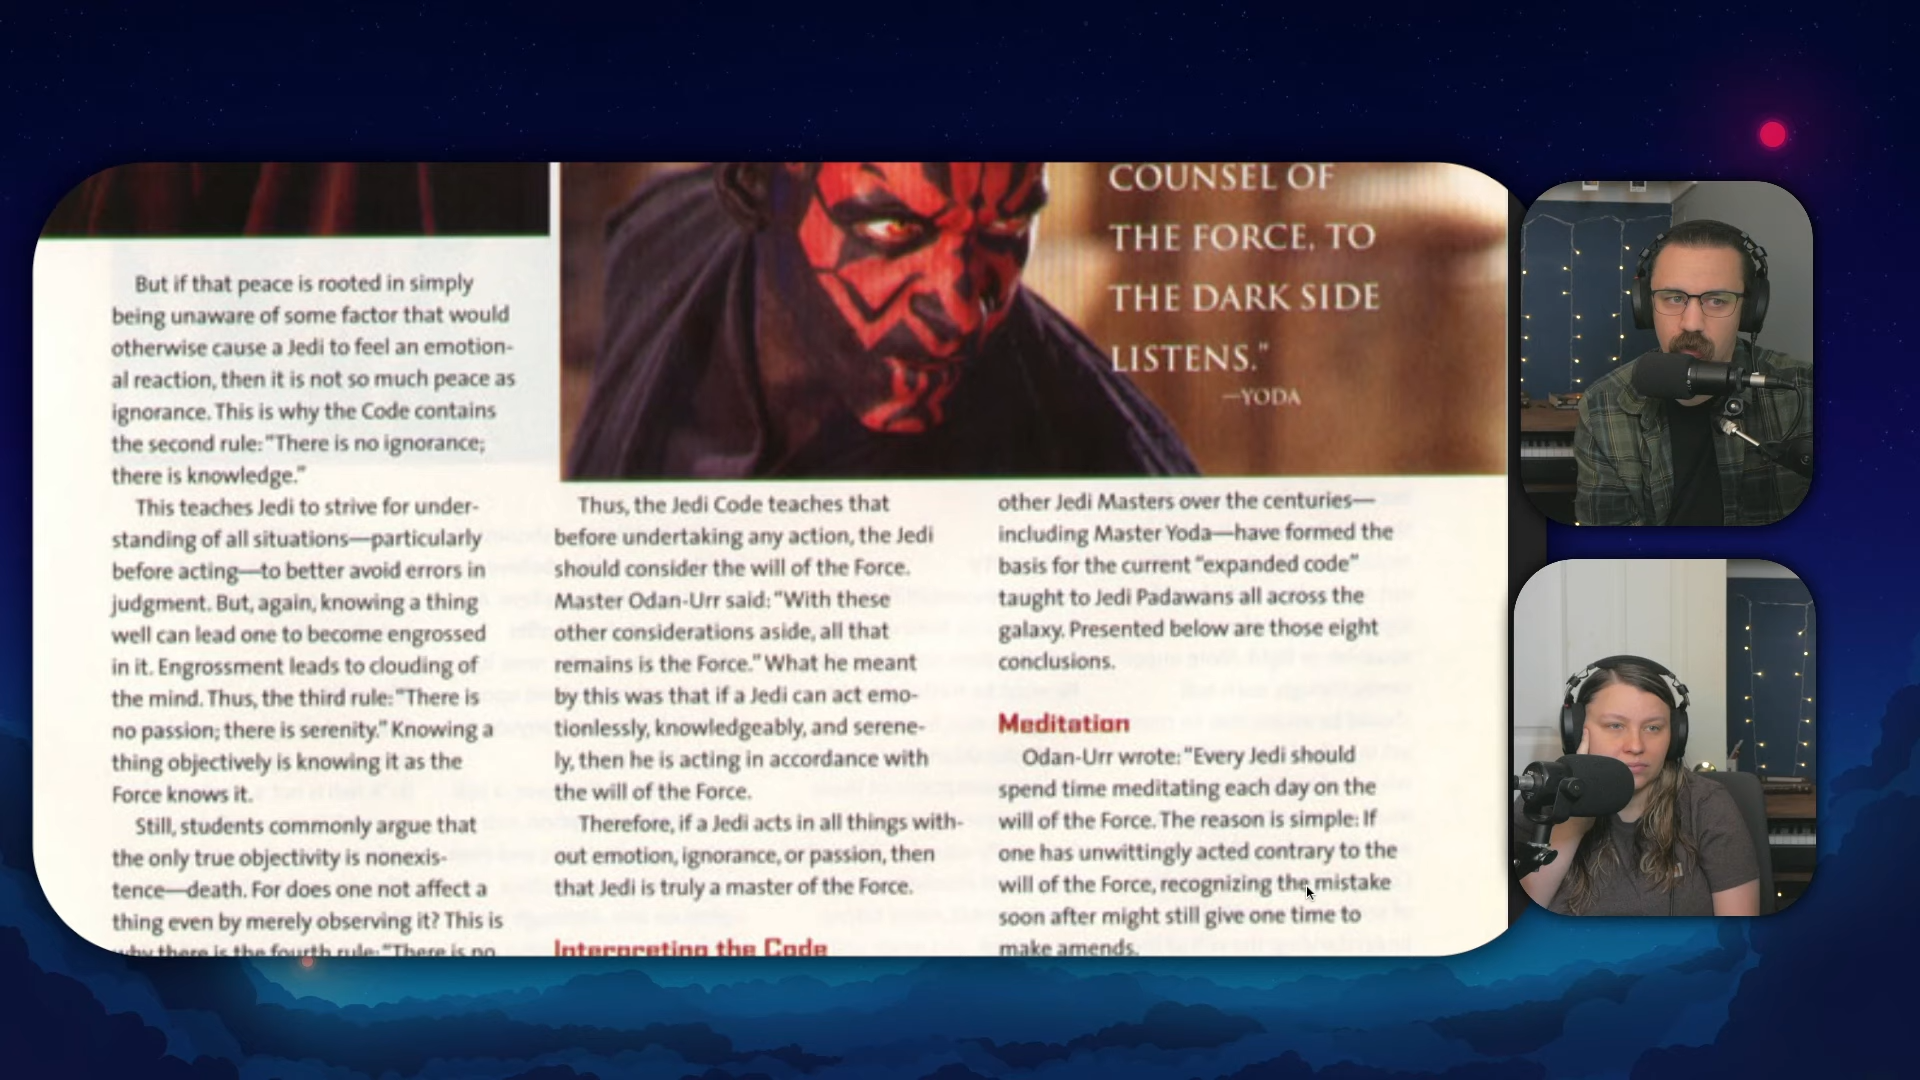 COUNSEL OF
THE FORCE, TO
THE DARK SIDE
LISTENS."
—YODA
But if that peace is rooted in simply
being unaware of some factor that would
otherwise cause a Jedi to feel an emotion-
al reaction, then it is not so much peace as
ignorance. This is why the Code contains
the second rule: "There is no ignorance;
there is knowledge."
This teaches Jedi to strive for under-
standing of all situations—particularly
before acting—to better avoid errors in
judgment. But, again, knowing a thing
well can lead one to become engrossed
in it. Engrossment leads to clouding of
the mind. Thus, the third rule: "There is
no passion; there is serenity." Knowing a
thing objectively is knowing it as the
Force knows it.
Still, students commonly argue that
the only true objectivity is nonexis-
tence—death. For does one not affect a
thing even by merely observing it? This is
why there is the fourth rule: "There is no
Thus, the Jedi Code teaches that
before undertaking any action, the Jedi
should consider the will of the Force.
Master Odan-Urr said: "With these
other considerations aside, all that
remains is the Force." What he meant
by this was that if a Jedi can act emo-
tionlessly, knowledgeably, and serene-
ly, then he is acting in accordance with
the will of the Force.
Therefore, if a Jedi acts in all things with-
out emotion, ignorance, or passion, then
that Jedi is truly a master of the Force.
Interpreting the Code
other Jedi Masters over the centuries—
including Master Yoda—have formed the
basis for the current "expanded code"
taught to Jedi Padawans all across the
galaxy. Presented below are those eight
conclusions.
Meditation
Odan-Urr wrote: "Every Jedi should
spend time meditating each day on the
will of the Force. The reason is simple: If
one has unwittingly acted contrary to the
will of the Force, recognizing the mistake
soon after might still give one time to
make amends.